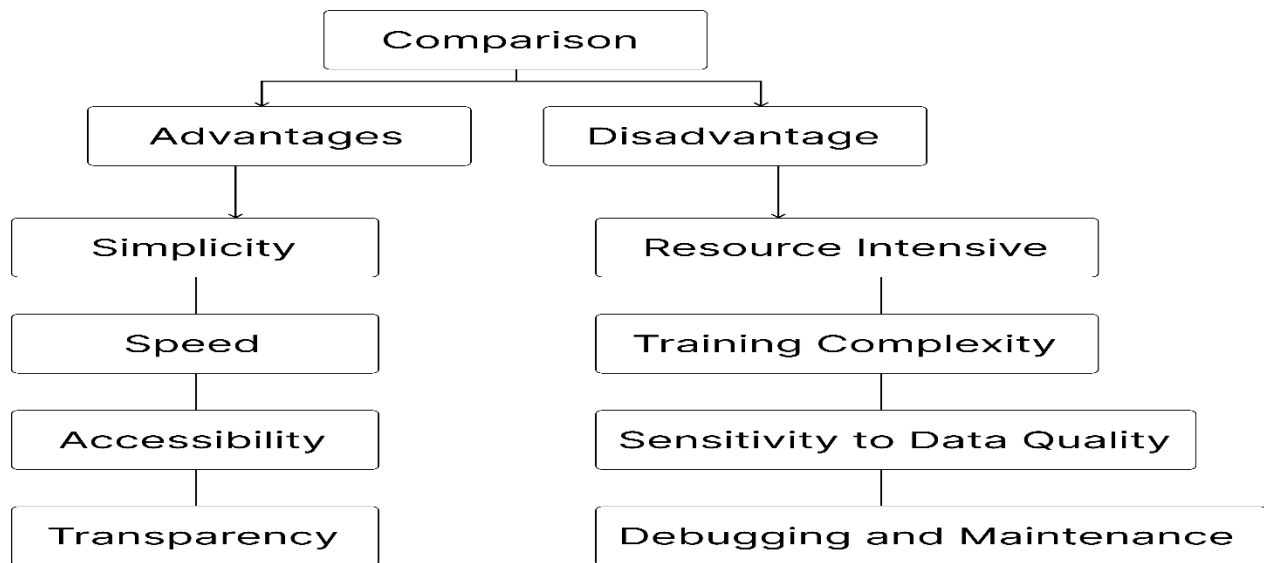 Comparison
Advantages
Disadvantage
Simplicity
Resource Intensive
Speed
Training Complexity
Accessibility
Sensitivity to Data Quality
Transparency
Debugging and Maintenance